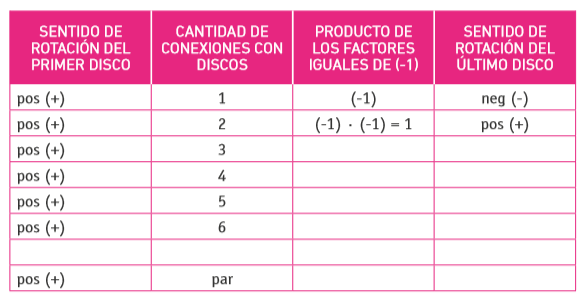 SENTIDO DE ROTACIÓN DEL PRIMER DISCO | CANTIDAD DE CONEXIONES CON DISCOS | PRODUCTO DE LOS FACTORES IGUALES DE (-1) | SENTIDO DE ROTACIÓN DEL ÚLTIMO DISCO
pos (+) 1 (-1) neg (-)
pos (+) 2 (-1) · (-1) = 1 pos (+)
pos (+) 3
pos (+) 4
pos (+) 5
pos (+) 6
pos (+) par